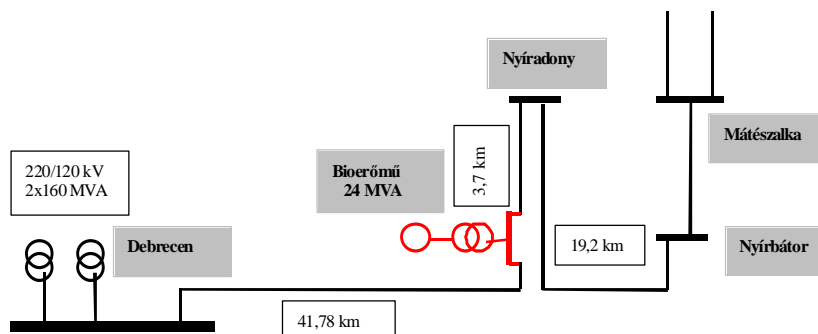 Nyíradony
Mátészalka
3,7 km
Bioerőmű
24 MVA
220/120 kV
2x160 MVA
Debrecen
19,2 km
Nyírbátor
41,78 km